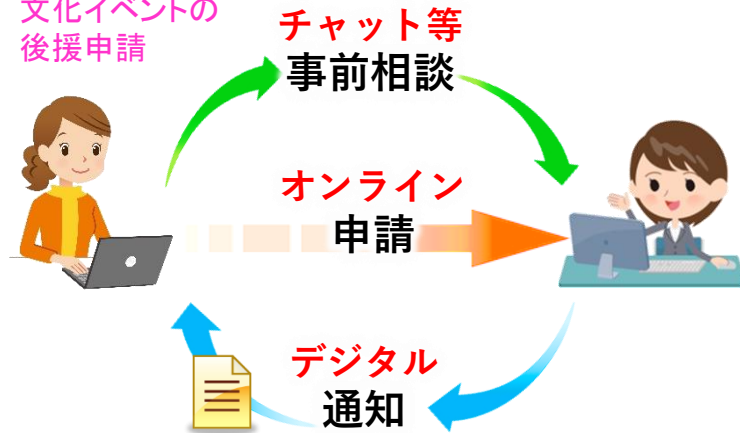 文化イベントの
後援申請
チャット等
事前相談
オンライン
申請
デジタル
通知